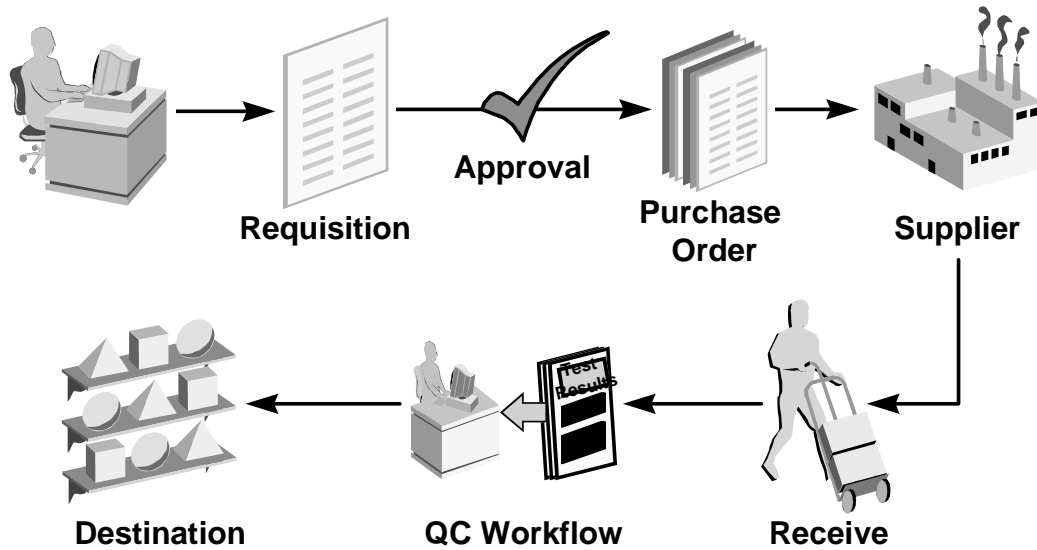 Approval
Requisition
Purchase
Order
Supplier
Test
Results
Destination
QC Workflow
Receive